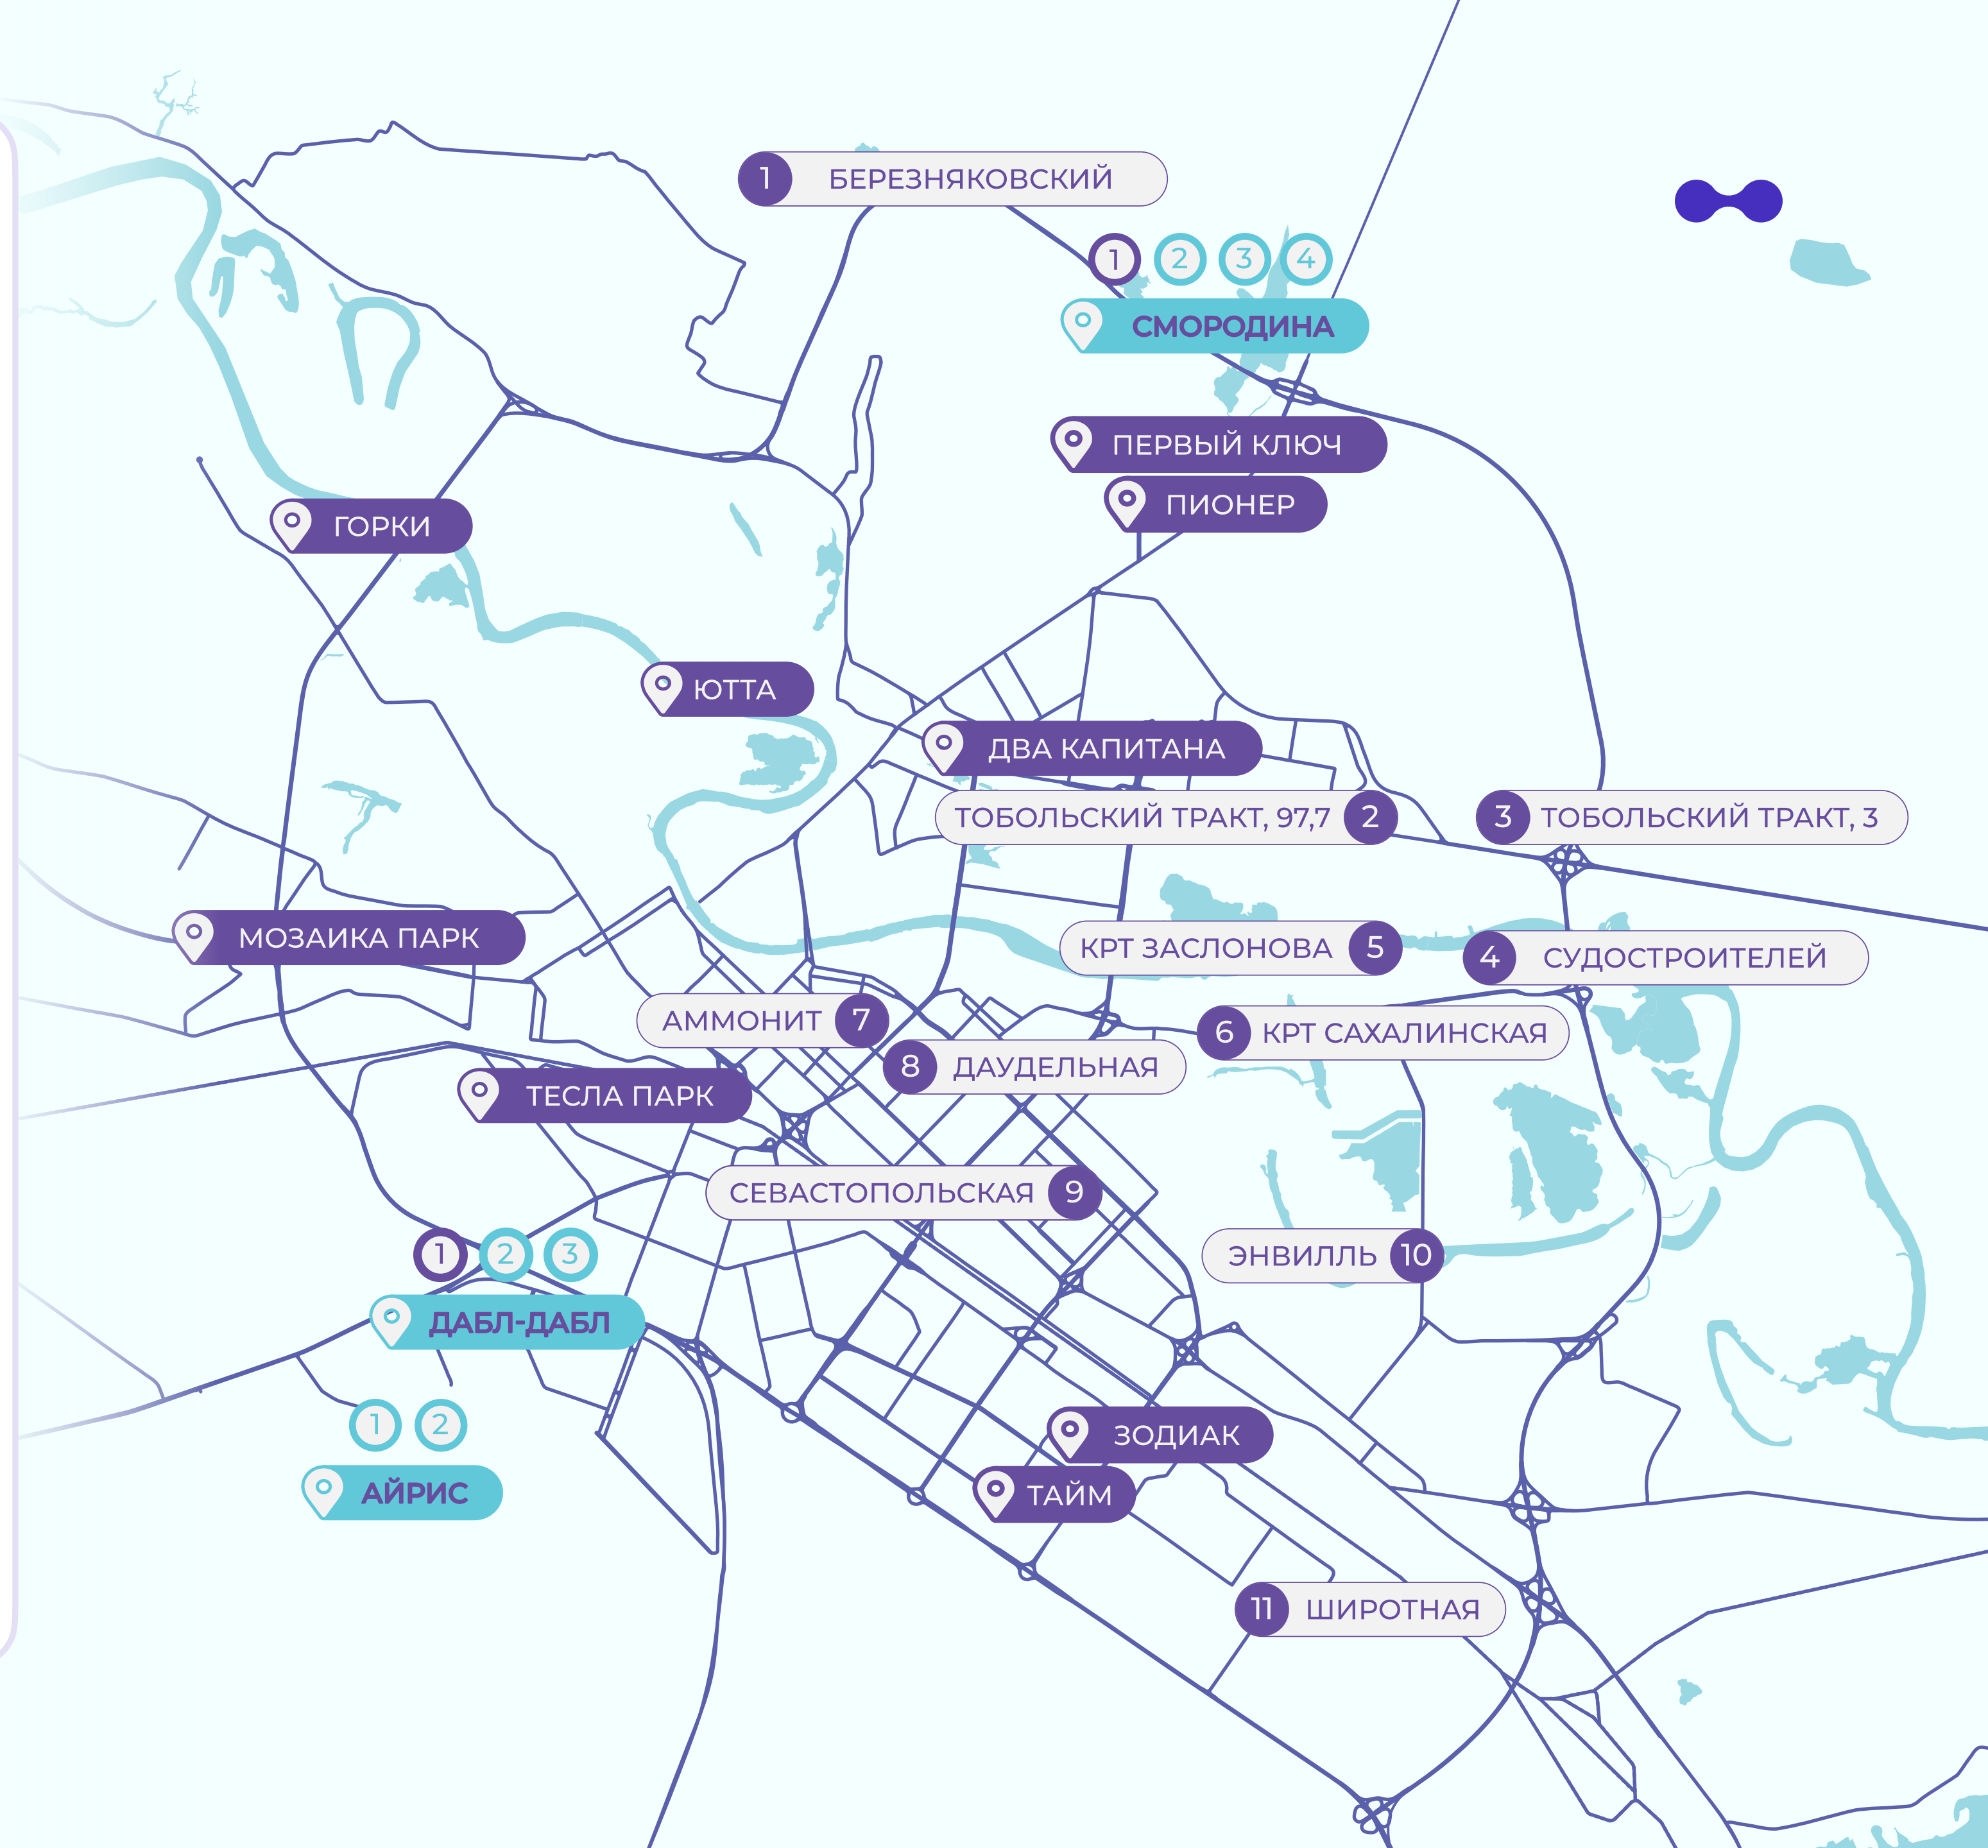 1 БЕРЕЗНЯКОВСКИЙ
1 2 3 4
СМОРОДИНА
ПЕРВЫЙ КЛЮЧ
ПИОНЕР
ГОРКИ
ЮТТА
ДВА КАПИТАНА
ТОБОЛЬСКИЙ ТРАКТ, 97,7 2
3 ТОБОЛЬСКИЙ ТРАКТ, 3
МОЗАИКА ПАРК
КРТ ЗАСЛОНОВА 5
4 СУДОСТРОИТЕЛЕЙ
АММОНИТ 7
6 КРТ САХАЛИНСКАЯ
8 ДАУДЕЛЬНАЯ
ТЕСЛА ПАРК
СЕВАСТОПОЛЬСКАЯ 9
1 2 3
ЭНВИЛЛЬ 10
ДАБЛ-ДАБЛ
1 2
ЗОДИАК
АЙРИС
ТАЙМ
11 ШИРОТНАЯ